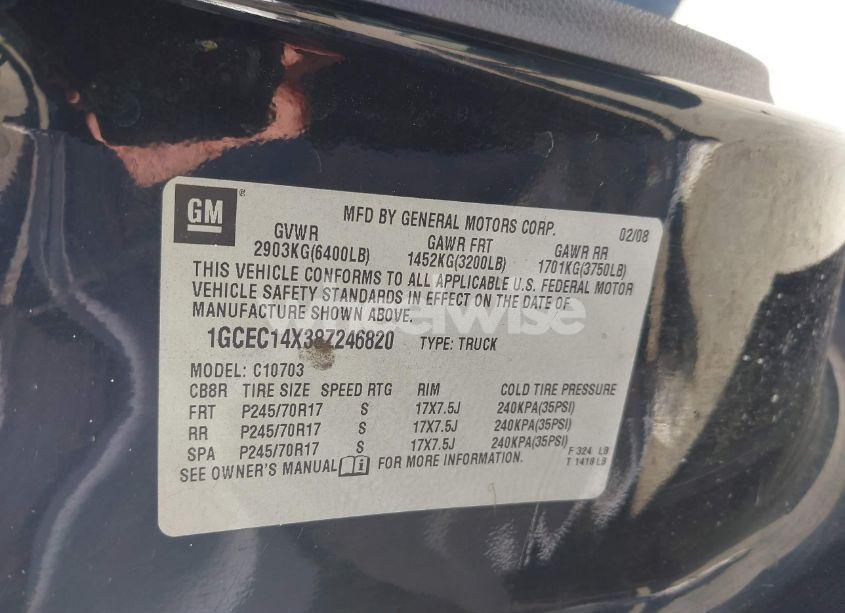 GM ®
MFD BY GENERAL MOTORS CORP. 02/08
GVWR GAWR FRT GAWR RR
2903KG(6400LB) 1452KG(3200LB) 1701KG(3750LB)
THIS VEHICLE CONFORMS TO ALL APPLICABLE U.S. FEDERAL MOTOR
VEHICLE SAFETY STANDARDS IN EFFECT ON THE DATE OF
MANUFACTURE SHOWN ABOVE.
1GCEC14X38Z246820 TYPE: TRUCK
MODEL: C10703
CB8R TIRE SIZE SPEED RTG RIM COLD TIRE PRESSURE
FRT P245/70R17 S 17X7.5J 240KPA(35PSI)
RR P245/70R17 S 17X7.5J 240KPA(35PSI)
SPA P245/70R17 S 17X7.5J 240KPA(35PSI)
F 324 LB
T 1418 LB
SEE OWNER'S MANUAL FOR MORE INFORMATION.